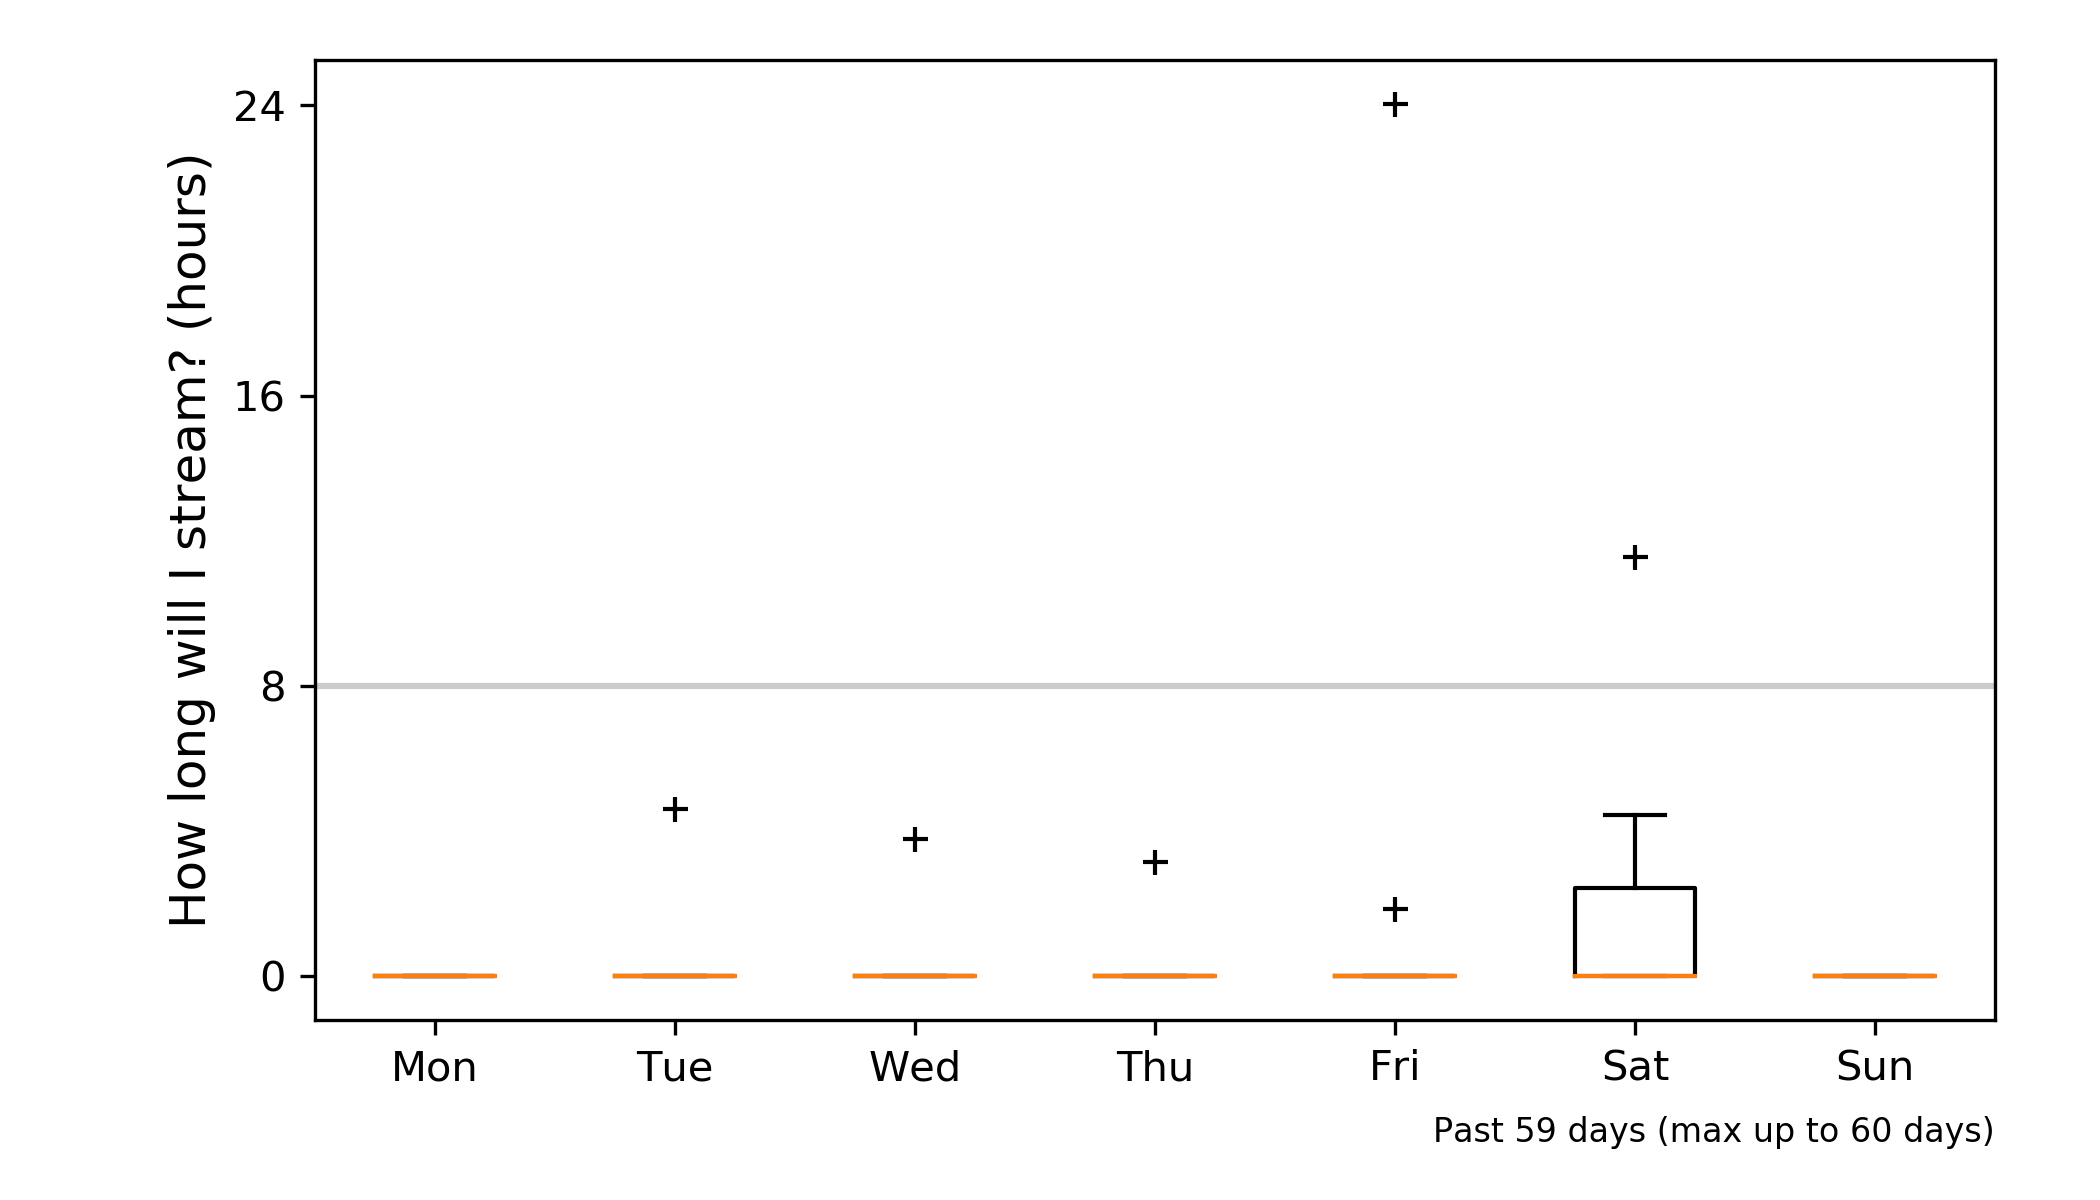 How long will I stream? (hours)
24
16
8
0
Mon Tue Wed Thu Fri Sat Sun
Past 59 days (max up to 60 days)